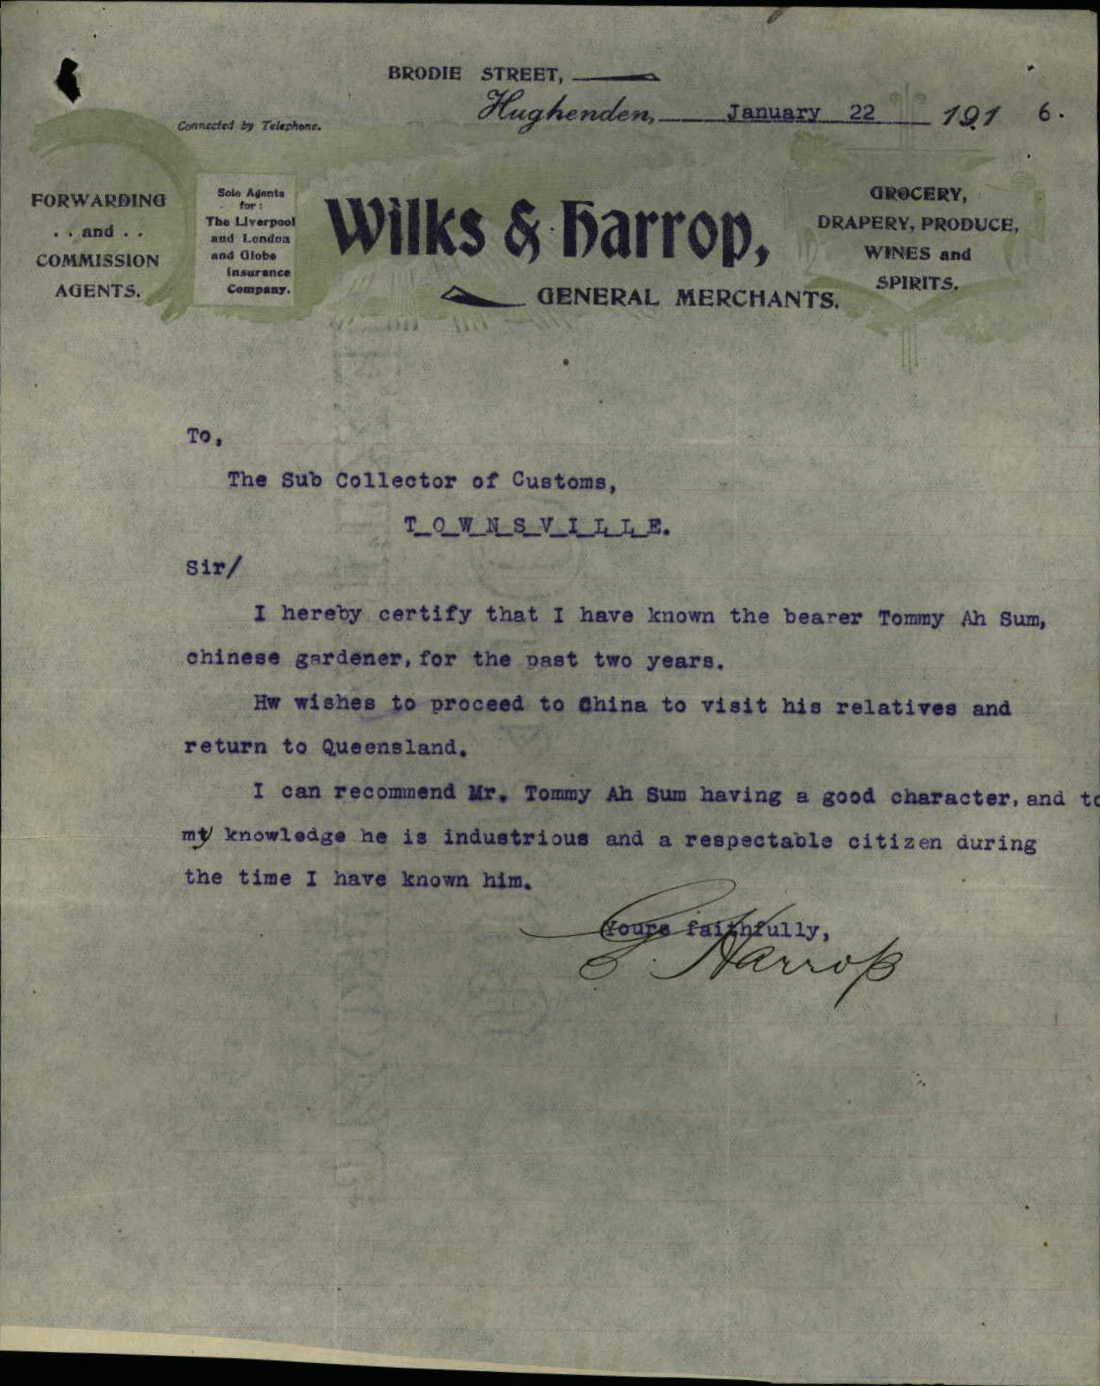 BRODIE STREET,
Hughenden, January 22 191 6.
Connected by Telephone.
FORWARDING
. . and . .
COMMISSION
AGENTS.
Sole Agents
for:
The Liverpool
and London
and Globe
Insurance
Company.
Wilks & Harrop,
GENERAL MERCHANTS.
GROCERY,
DRAPERY, PRODUCE,
WINES and
SPIRITS.
To,
The Sub Collector of Customs,
T_O_W_N_S_V_I_L_L_E.
Sir/
I hereby certify that I have known the bearer Tommy Ah Sum,
chinese gardener, for the past two years.
Hw wishes to proceed to China to visit his relatives and
return to Queensland.
I can recommend Mr. Tommy Ah Sum having a good character, and to
my knowledge he is industrious and a respectable citizen during
the time I have known him.
Yours faithfully,
G. Harrop